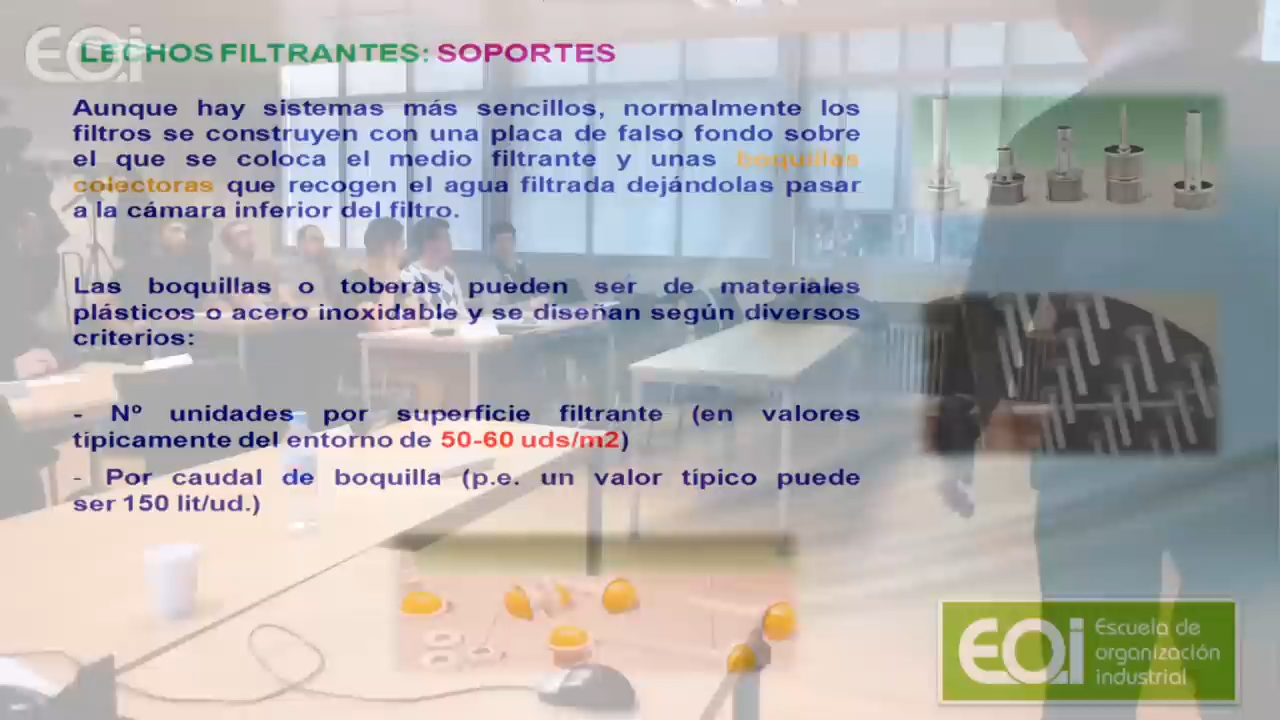 EOi
LECHOS FILTRANTES: SOPORTES
Aunque hay sistemas más sencillos, normalmente los
filtros se construyen con una placa de falso fondo sobre
el que se coloca el medio filtrante y unas boquillas
colectoras que recogen el agua filtrada dejándolas pasar
a la cámara inferior del filtro.
Las boquillas o toberas pueden ser de materiales
plásticos o acero inoxidable y se diseñan según diversos
criterios:
- Nº unidades por superficie filtrante (en valores
típicamente del entorno de 50-60 uds/m2)
- Por caudal de boquilla (p.e. un valor típico puede
ser 150 lit/ud.)
EOi Escuela de
organización
industrial